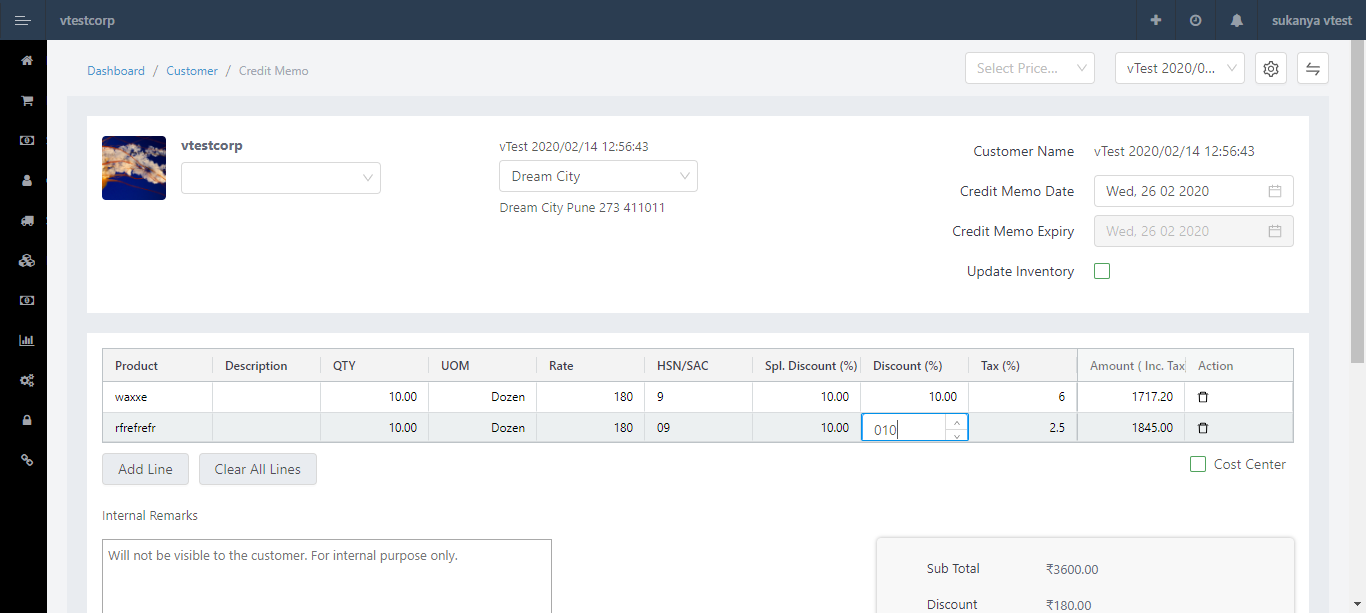 vtestcorp
sukanya vtest
Dashboard / Customer / Credit Memo
Select Price...
vTest 2020/0...
vtestcorp
vTest 2020/02/14 12:56:43
Dream City
Dream City Pune 273 411011
Customer Name vTest 2020/02/14 12:56:43
Credit Memo Date Wed, 26 02 2020
Credit Memo Expiry Wed, 26 02 2020
Update Inventory
Product Description QTY UOM Rate HSN/SAC Spl. Discount (%) Discount (%) Tax (%) Amount ( Inc. Tax Action
waxxe 10.00 Dozen 180 9 10.00 10.00 6 1717.20
rfrefrefr 10.00 Dozen 180 09 10.00 010 2.5 1845.00
Add Line Clear All Lines
Cost Center
Internal Remarks
Will not be visible to the customer. For internal purpose only.
Sub Total ₹3600.00
Discount ₹180.00